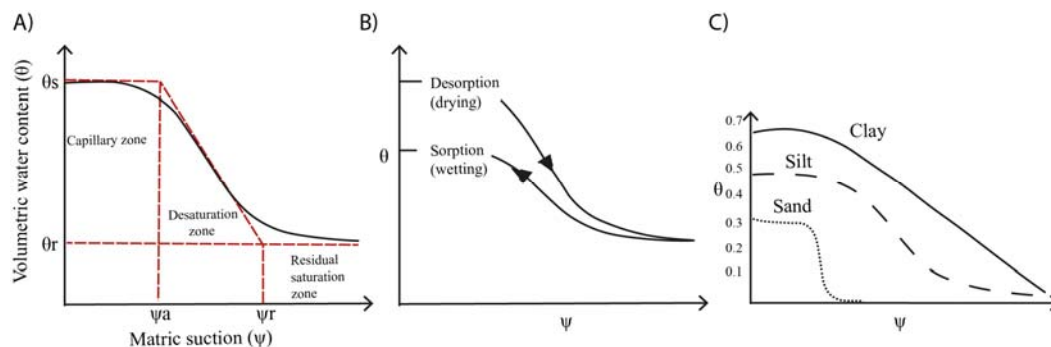 A)
Volumetric water content (θ)
θs
Capillary zone
Desaturation
zone
θr
Residual
saturation
zone
ψa
ψr
Matric suction (ψ)
B)
Desorption
(drying)
θ
Sorption
(wetting)
ψ
C)
0.7
0.6
0.5
θ 0.4
0.3
0.2
0.1
Clay
Silt
Sand
ψ